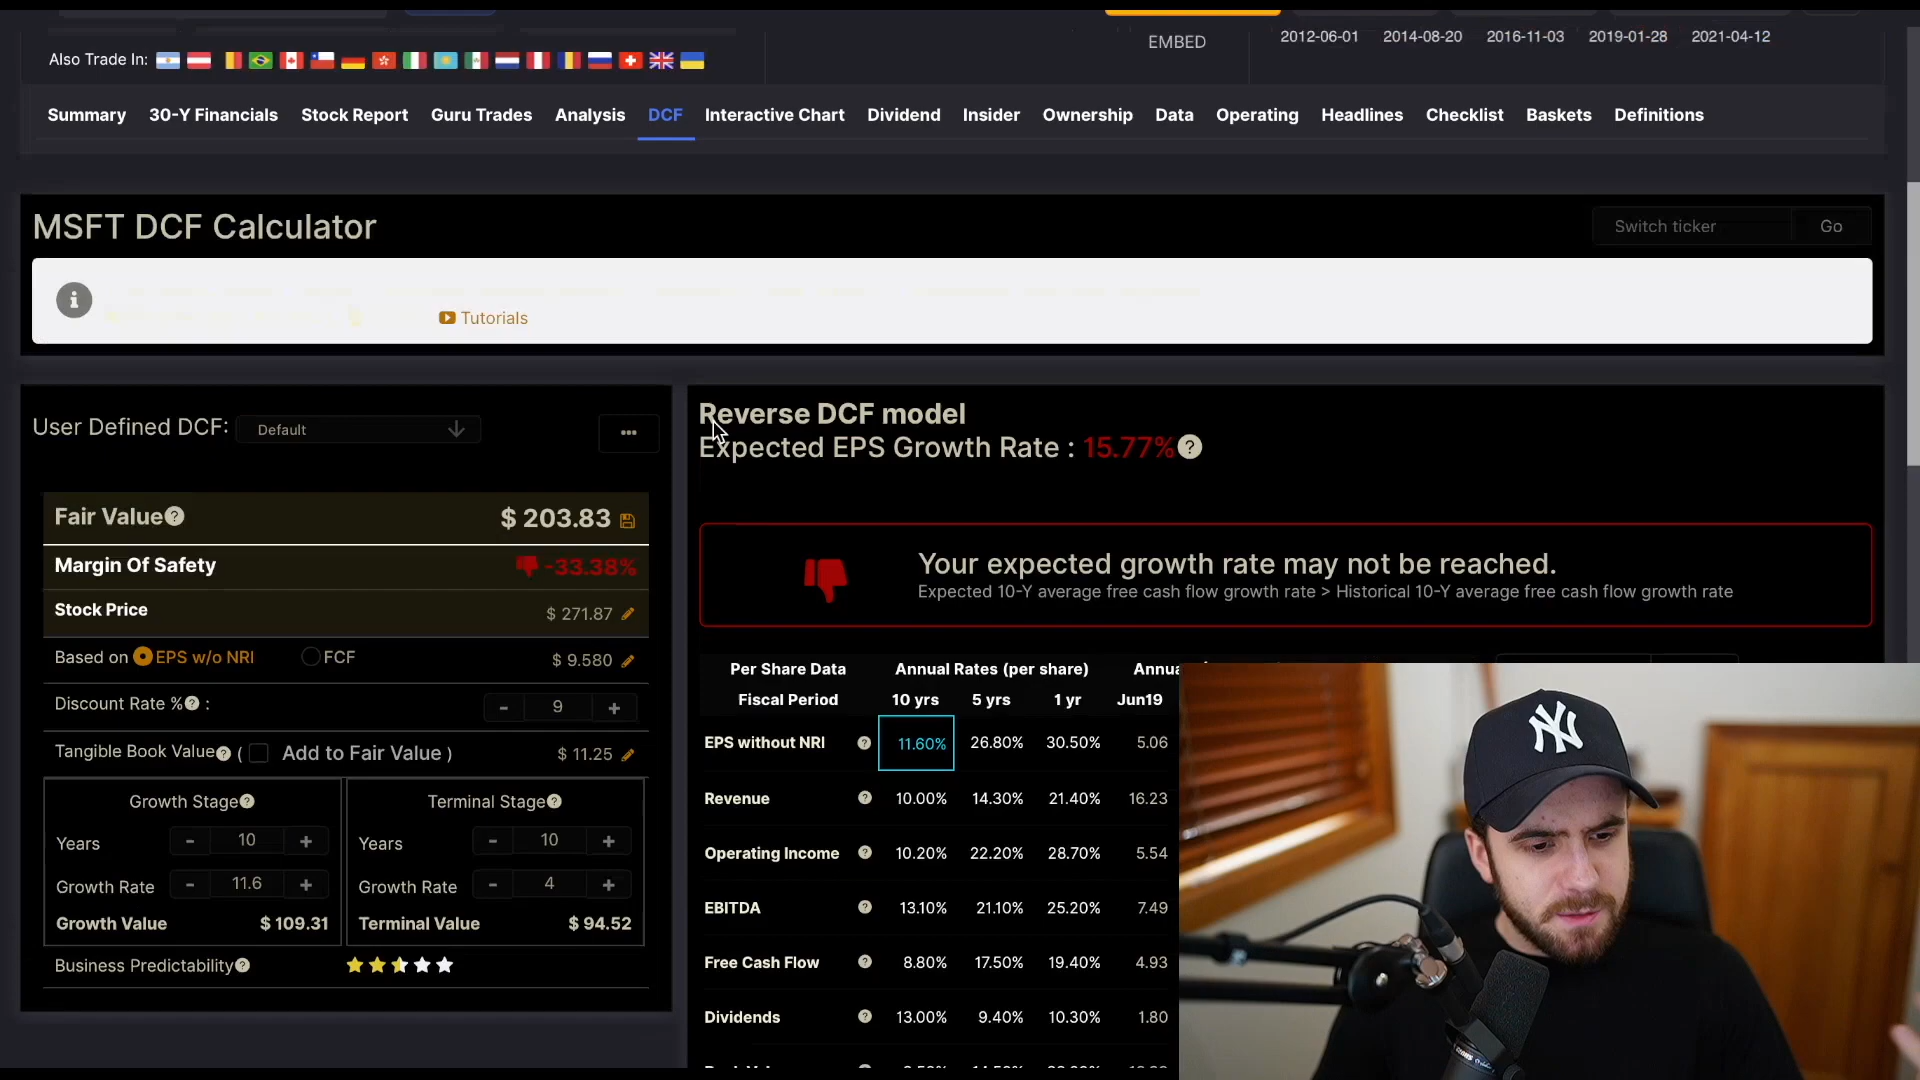 EMBED
2012-06-01 2014-08-20 2016-11-03 2019-01-28 2021-04-12
Also Trade In:
Summary 30-Y Financials Stock Report Guru Trades Analysis DCF Interactive Chart Dividend Insider Ownership Data Operating Headlines Checklist Baskets Definitions
MSFT DCF Calculator
Switch ticker Go
Tutorials
User Defined DCF: Default
Fair Value $ 203.83
Margin Of Safety -33.38%
Stock Price $ 271.87
Based on EPS w/o NRI FCF $ 9.580
Discount Rate % : - 9 +
Tangible Book Value ( Add to Fair Value ) $ 11.25
Growth Stage
Years - 10 +
Growth Rate - 11.6 +
Growth Value $ 109.31
Terminal Stage
Years - 10 +
Growth Rate - 4 +
Terminal Value $ 94.52
Business Predictability
Reverse DCF model
Expected EPS Growth Rate : 15.77%
Your expected growth rate may not be reached.
Expected 10-Y average free cash flow growth rate > Historical 10-Y average free cash flow growth rate
Per Share Data Annual Rates (per share)
Fiscal Period 10 yrs 5 yrs 1 yr Jun19
EPS without NRI 11.60% 26.80% 30.50% 5.06
Revenue 10.00% 14.30% 21.40% 16.23
Operating Income 10.20% 22.20% 28.70% 5.54
EBITDA 13.10% 21.10% 25.20% 7.49
Free Cash Flow 8.80% 17.50% 19.40% 4.93
Dividends 13.00% 9.40% 10.30% 1.80
NY